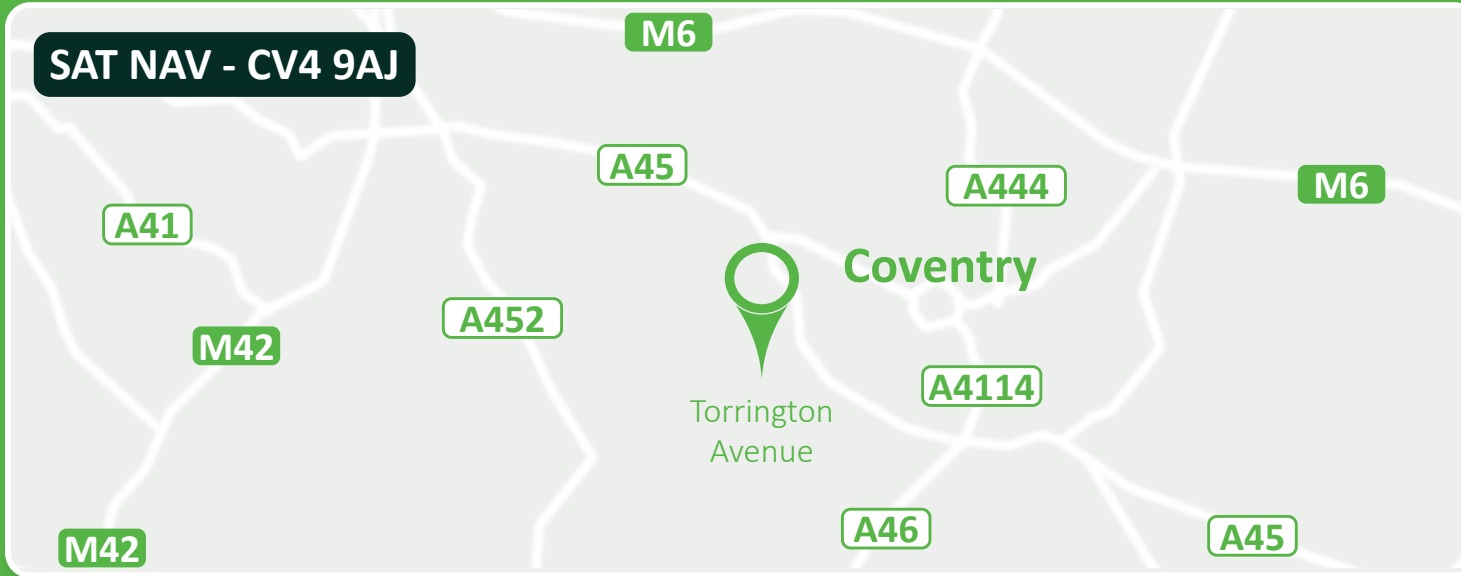 M6
SAT NAV - CV4 9AJ
A45
A444
M6
A41
Coventry
A452
M42
A4114
Torrington
Avenue
A46
A45
M42